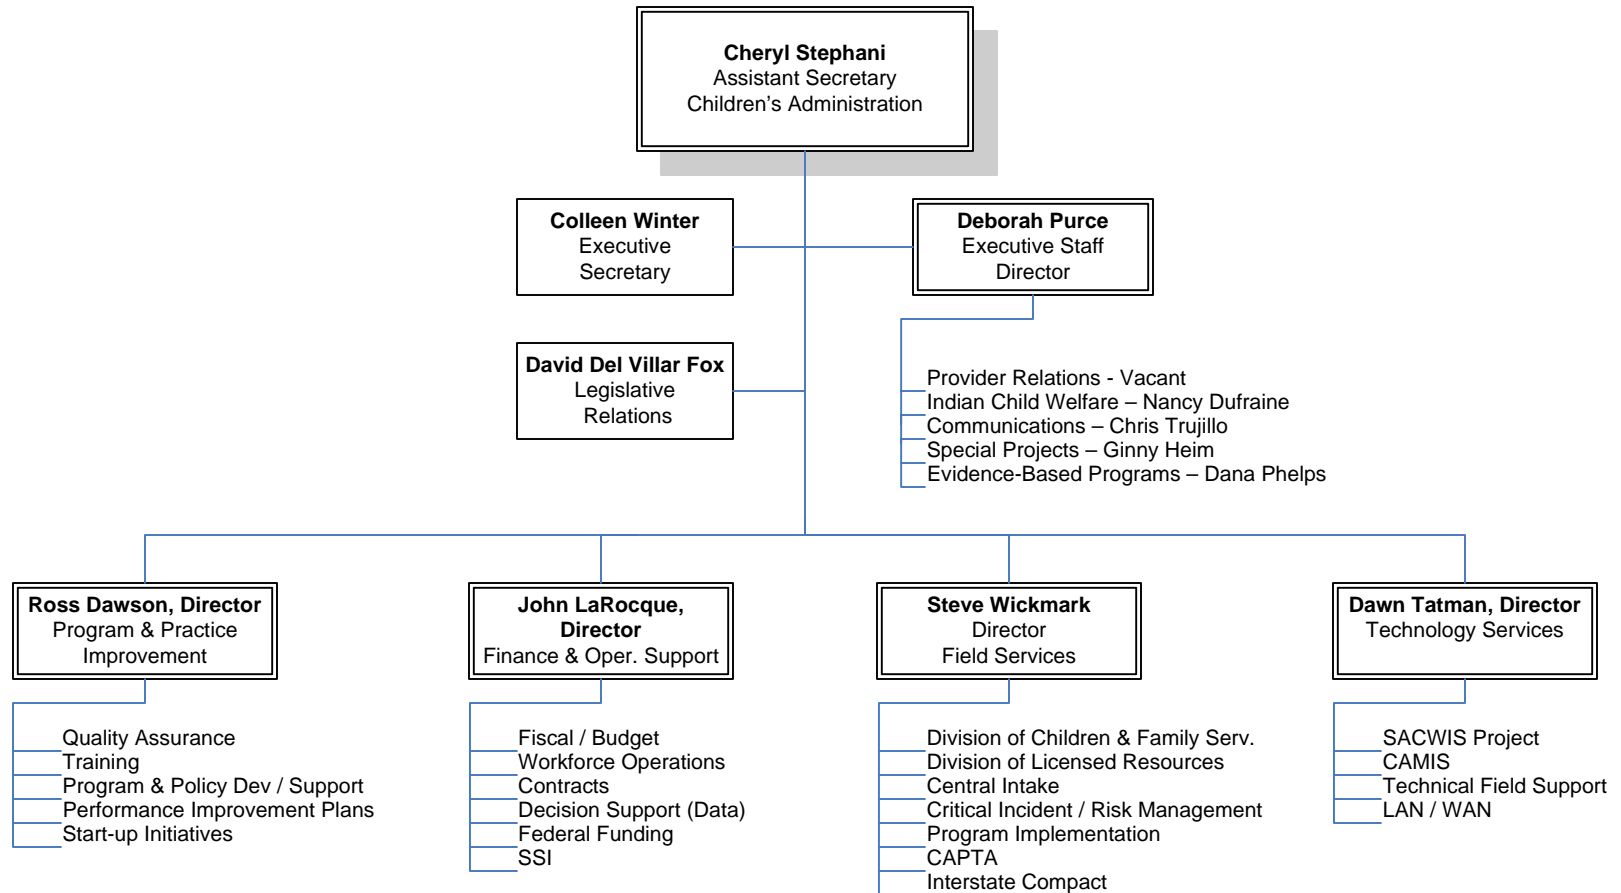 Cheryl Stephani
Assistant Secretary
Children's Administration
Colleen Winter
Executive
Secretary
Deborah Purce
Executive Staff
Director
David Del Villar Fox
Legislative
Relations
Provider Relations - Vacant
Indian Child Welfare – Nancy Dufraine
Communications – Chris Trujillo
Special Projects – Ginny Heim
Evidence-Based Programs – Dana Phelps
Ross Dawson, Director
Program & Practice
Improvement
Quality Assurance
Training
Program & Policy Dev / Support
Performance Improvement Plans
Start-up Initiatives
John LaRocque,
Director
Finance & Oper. Support
Fiscal / Budget
Workforce Operations
Contracts
Decision Support (Data)
Federal Funding
SSI
Steve Wickmark
Director
Field Services
Division of Children & Family Serv.
Division of Licensed Resources
Central Intake
Critical Incident / Risk Management
Program Implementation
CAPTA
Interstate Compact
Dawn Tatman, Director
Technology Services
SACWIS Project
CAMIS
Technical Field Support
LAN / WAN